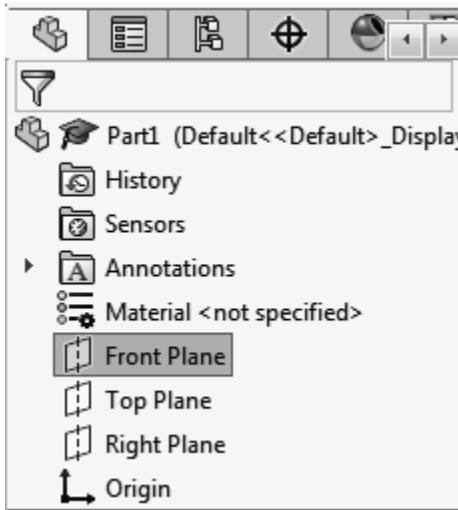 Part1 (Default<<Default>_Display
History
Sensors
Annotations
Material <not specified>
Front Plane
Top Plane
Right Plane
Origin